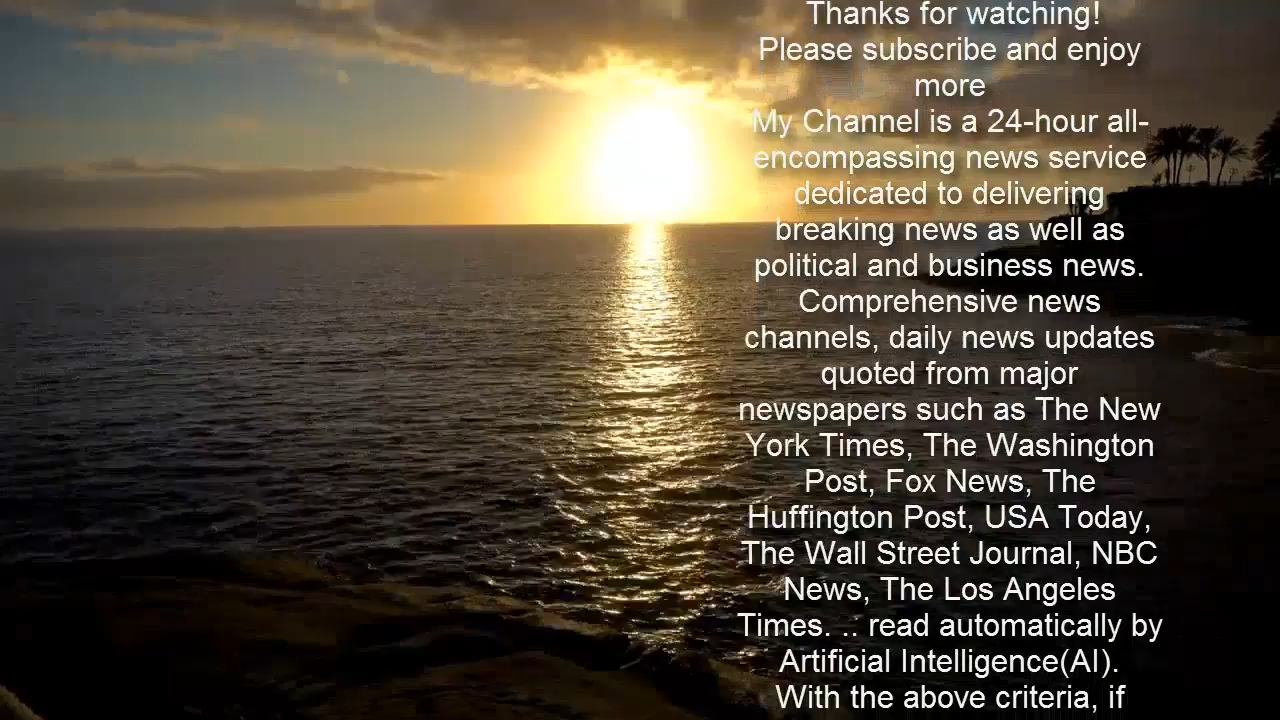 Thanks for watching!
Please subscribe and enjoy
more
My Channel is a 24-hour all-
encompassing news service
dedicated to delivering
breaking news as well as
political and business news.
Comprehensive news
channels, daily news updates
quoted from major
newspapers such as The New
York Times, The Washington
Post, Fox News, The
Huffington Post, USA Today,
The Wall Street Journal, NBC
News, The Los Angeles
Times. .. read automatically by
Artificial Intelligence(AI).
With the above criteria, if